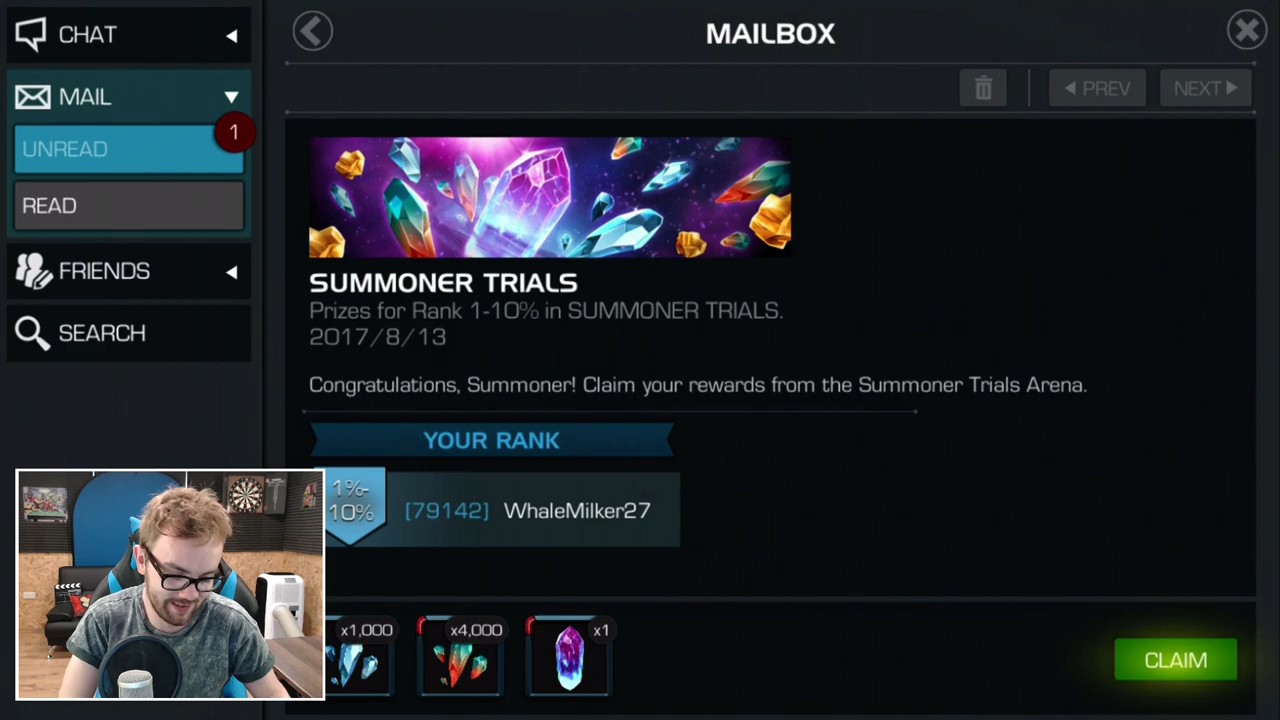 CHAT
MAIL
1
UNREAD
READ
FRIENDS
SEARCH
MAILBOX
PREV
NEXT
SUMMONER TRIALS
Prizes for Rank 1-10% in SUMMONER TRIALS.
2017/8/13
Congratulations, Summoner! Claim your rewards from the Summoner Trials Arena.
YOUR RANK
1%-
10%
[79142] WhaleMilker27
x1,000
x4,000
x1
CLAIM